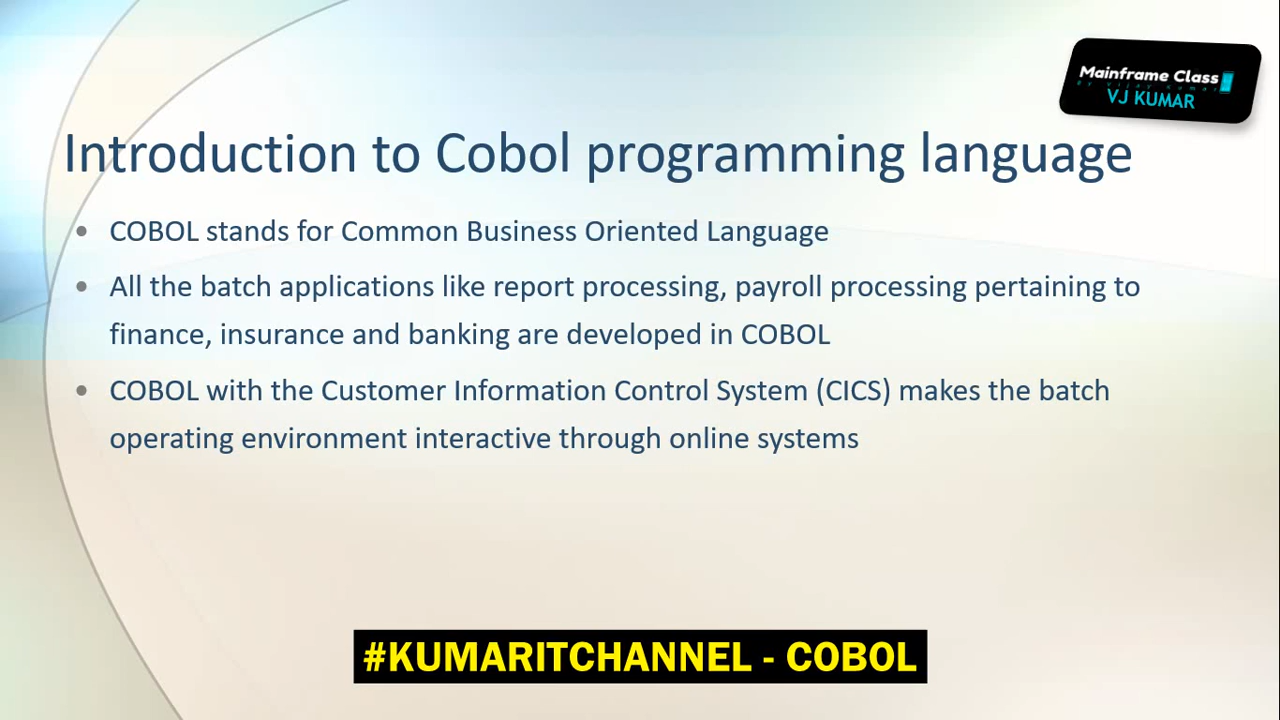 Mainframe Class
VJ KUMAR
Introduction to Cobol programming language
• COBOL stands for Common Business Oriented Language
• All the batch applications like report processing, payroll processing pertaining to
finance, insurance and banking are developed in COBOL
• COBOL with the Customer Information Control System (CICS) makes the batch
operating environment interactive through online systems
#KUMARITCHANNEL - COBOL